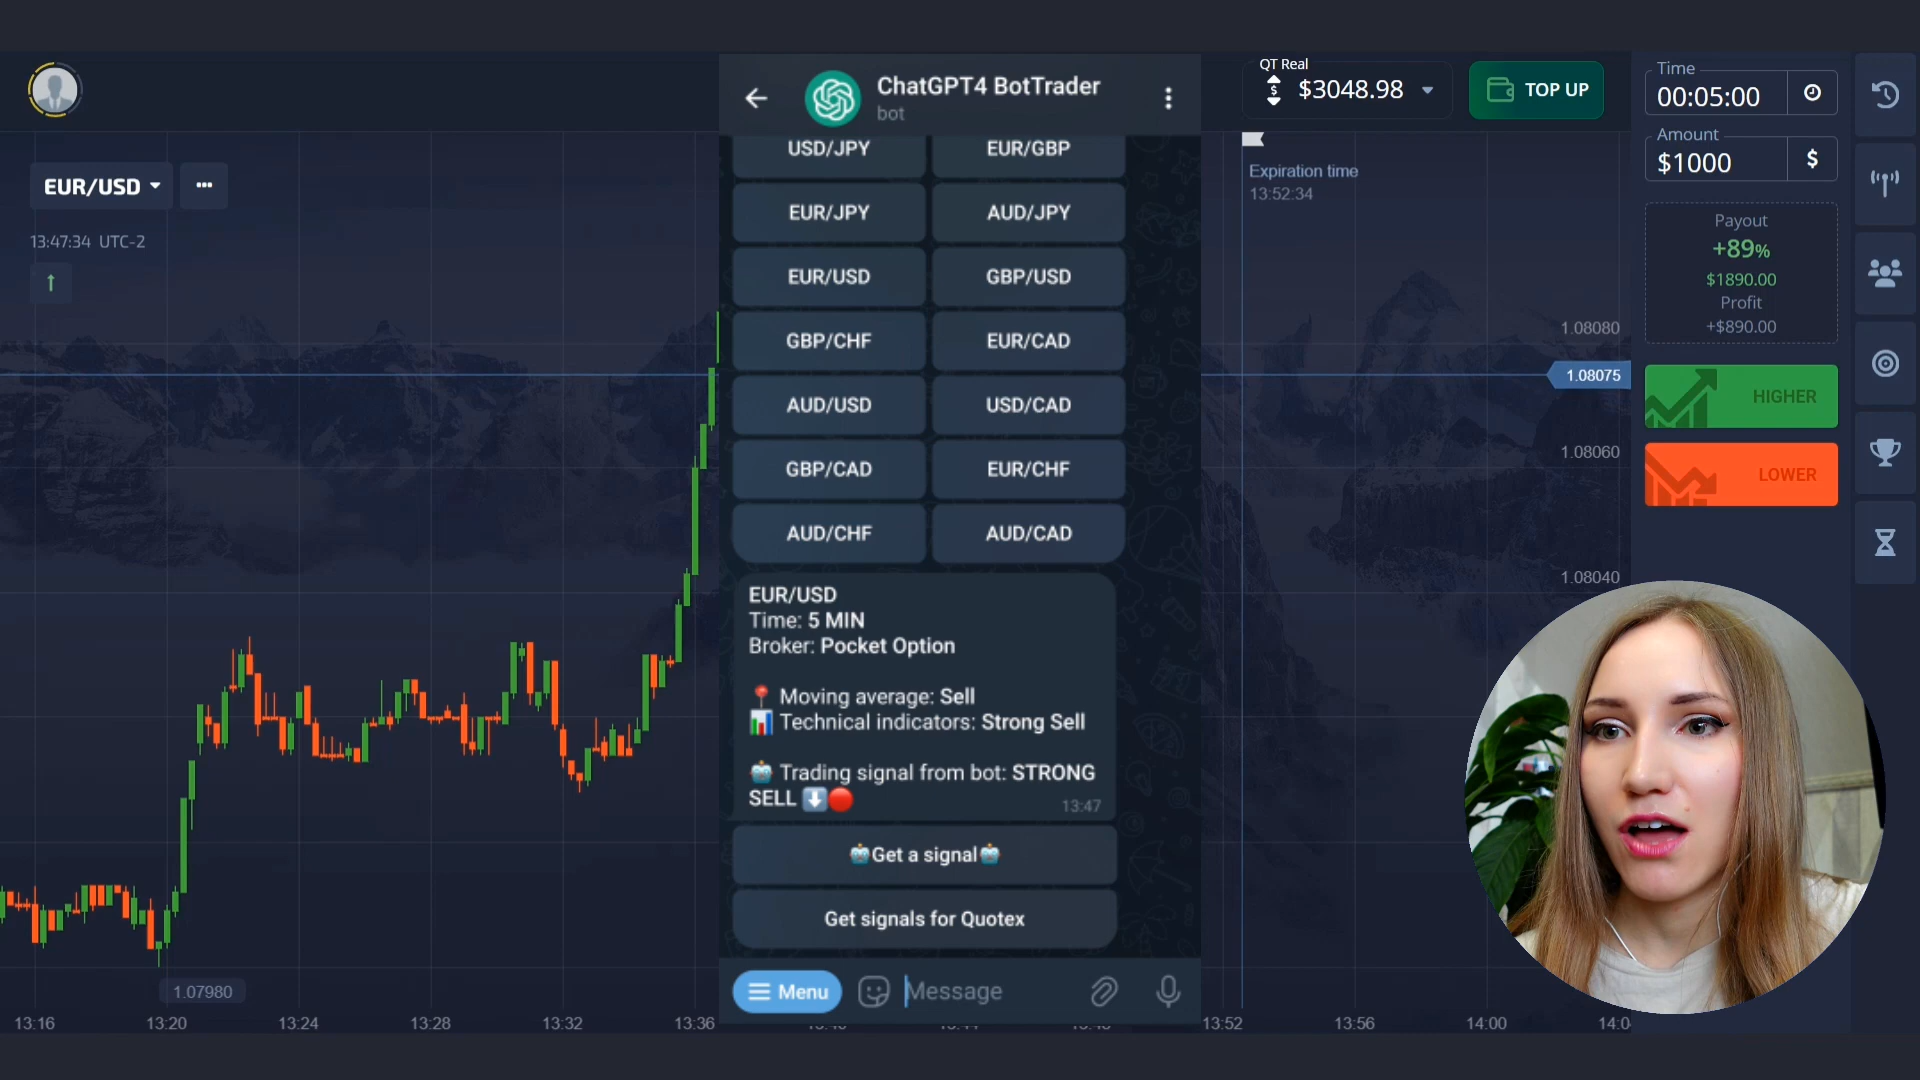 EUR/USD
13:47:34 UTC-2
1.07980
13:16
13:20
13:24
13:28
13:32
13:36
ChatGPT4 BotTrader
bot
USD/JPY
EUR/GBP
EUR/JPY
AUD/JPY
EUR/USD
GBP/USD
GBP/CHF
EUR/CAD
AUD/USD
USD/CAD
GBP/CAD
EUR/CHF
AUD/CHF
AUD/CAD
EUR/USD
Time: 5 MIN
Broker: Pocket Option
📍 Moving average: Sell
📊 Technical indicators: Strong Sell
🤖 Trading signal from bot: STRONG
SELL ⬇️🔴
13:47
🤖Get a signal🤖
Get signals for Quotex
Menu
Message
QT Real
$3048.98
TOP UP
Expiration time
13:52:34
1.08080
1.08075
1.08060
1.08040
13:52
13:56
14:00
Time
00:05:00
Amount
$1000
$
Payout
+89%
$1890.00
Profit
+$890.00
HIGHER
LOWER